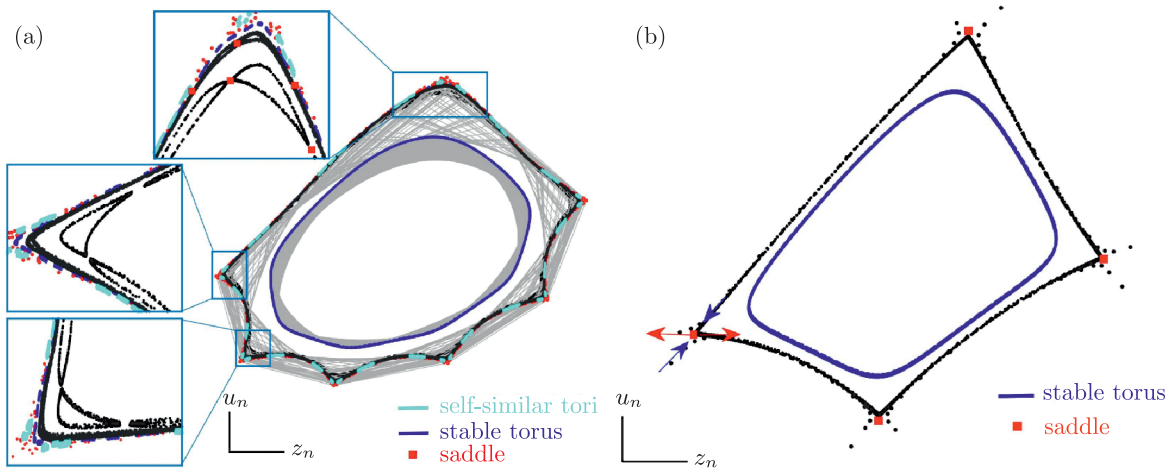 (a)
u_n
z_n
self-similar tori
stable torus
saddle
(b)
u_n
z_n
stable torus
saddle